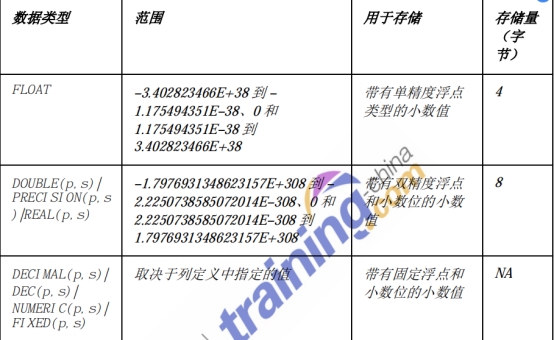 数据类型 范围 用于存储 存储量
（字
节）
FLOAT -3.402823466E+38 到 - 带有单精度浮点 4
1.175494351E-38、0 和 类型的小数值
1.175494351E-38 到
3.402823466E+38
DOUBLE(p,s)| -1.7976931348623157E+308 到 - 带有双精度浮点 8
PRECISION(p,s 2.2250738585072014E-308、0 和 和小数位的小数
)|REAL(p,s) 2.2250738585072014E-308 到 值
1.7976931348623157E+308
DECIMAL(p,s)| 取决于列定义中指定的值 带有固定浮点和 NA
DEC(p,s)| 小数位的小数值
NUMERIC(p,s)|
FIXED(p,s)
training-china
.com